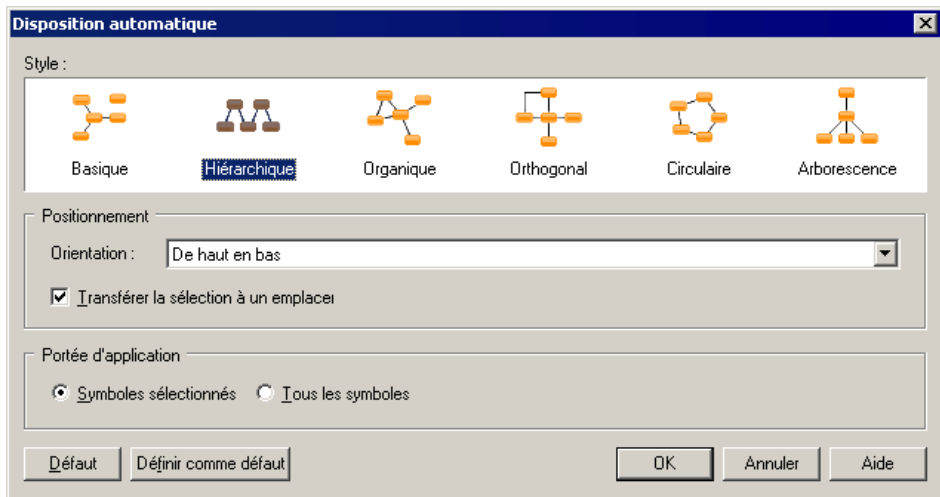 Disposition automatique
Style :
Basique Hiérarchique Organique Orthogonal Circulaire Arborescence
Positionnement
Orientation : De haut en bas
Transférer la sélection à un emplacer
Portée d'application
Symboles sélectionnés Tous les symboles
Défaut Définir comme défaut OK Annuler Aide